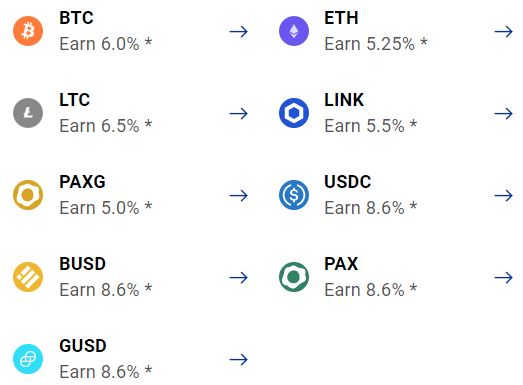 BTC
Earn 6.0% *
ETH
Earn 5.25% *
LTC
Earn 6.5% *
LINK
Earn 5.5% *
PAXG
Earn 5.0% *
USDC
Earn 8.6% *
BUSD
Earn 8.6% *
PAX
Earn 8.6% *
GUSD
Earn 8.6% *